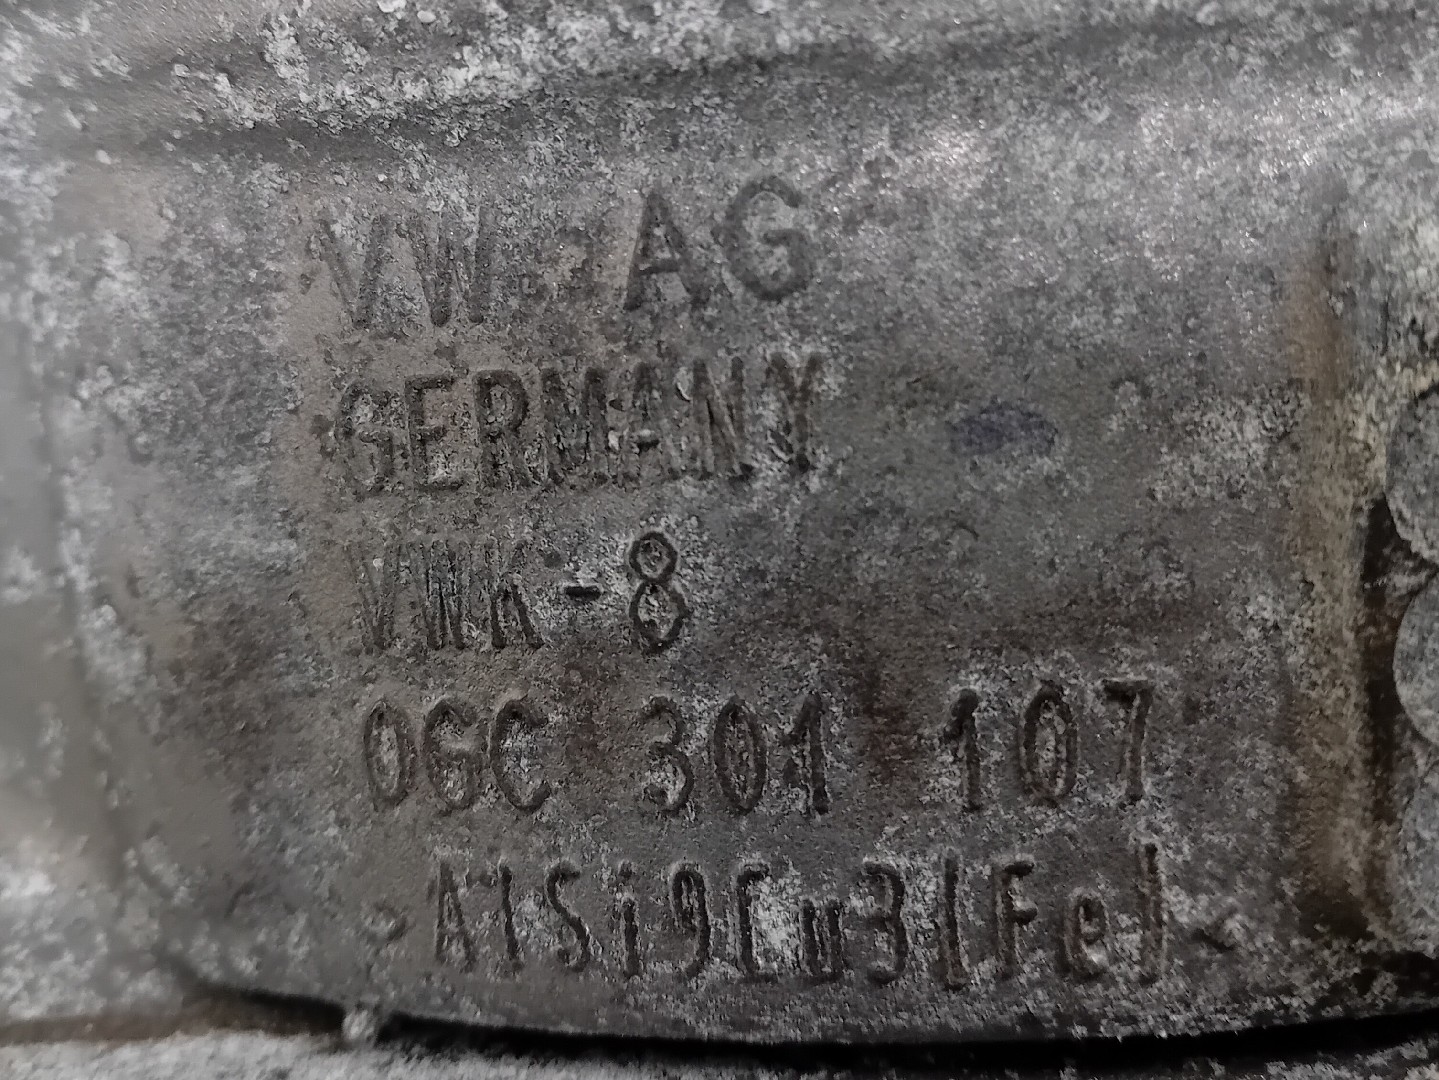 VW AG
GERMANY
VWK-8
0GC 301 107
>AlSi9Cu3(Fe)<